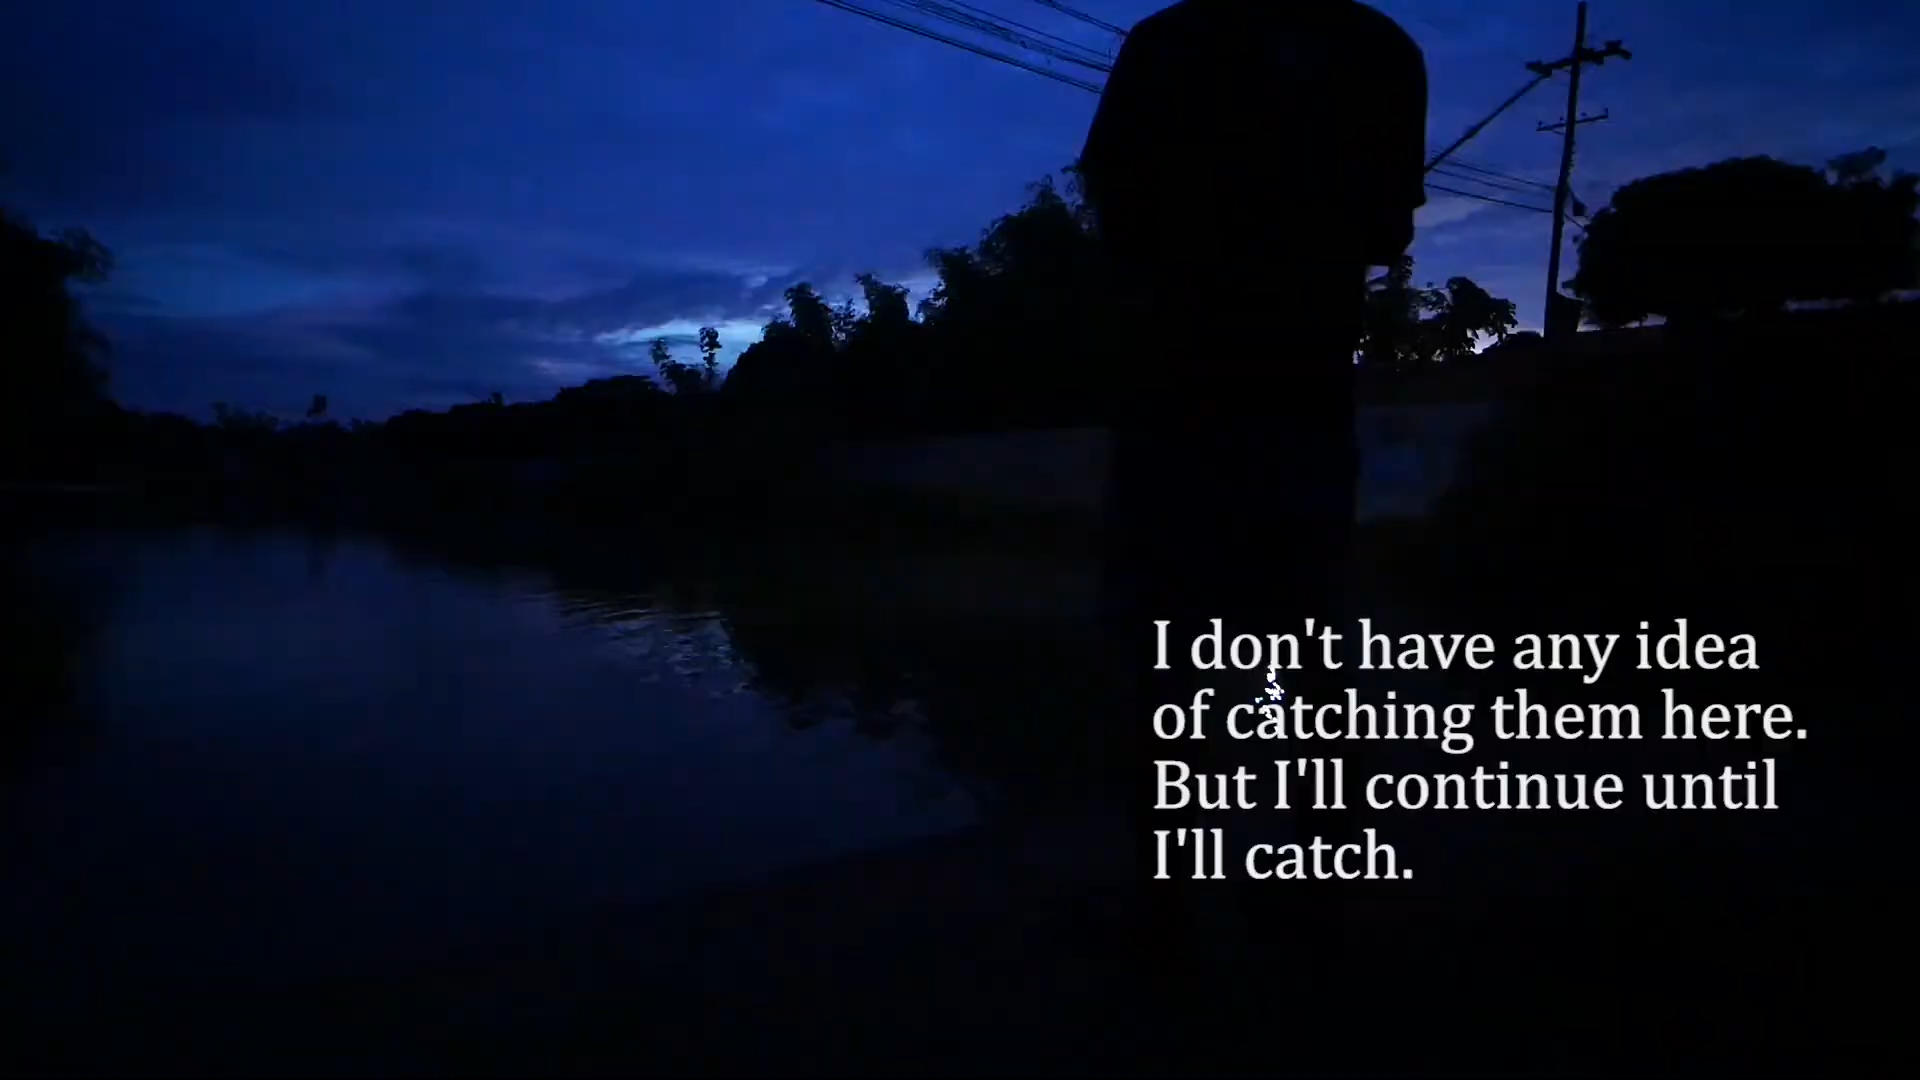 I don't have any idea
of catching them here.
But I'll continue until
I'll catch.